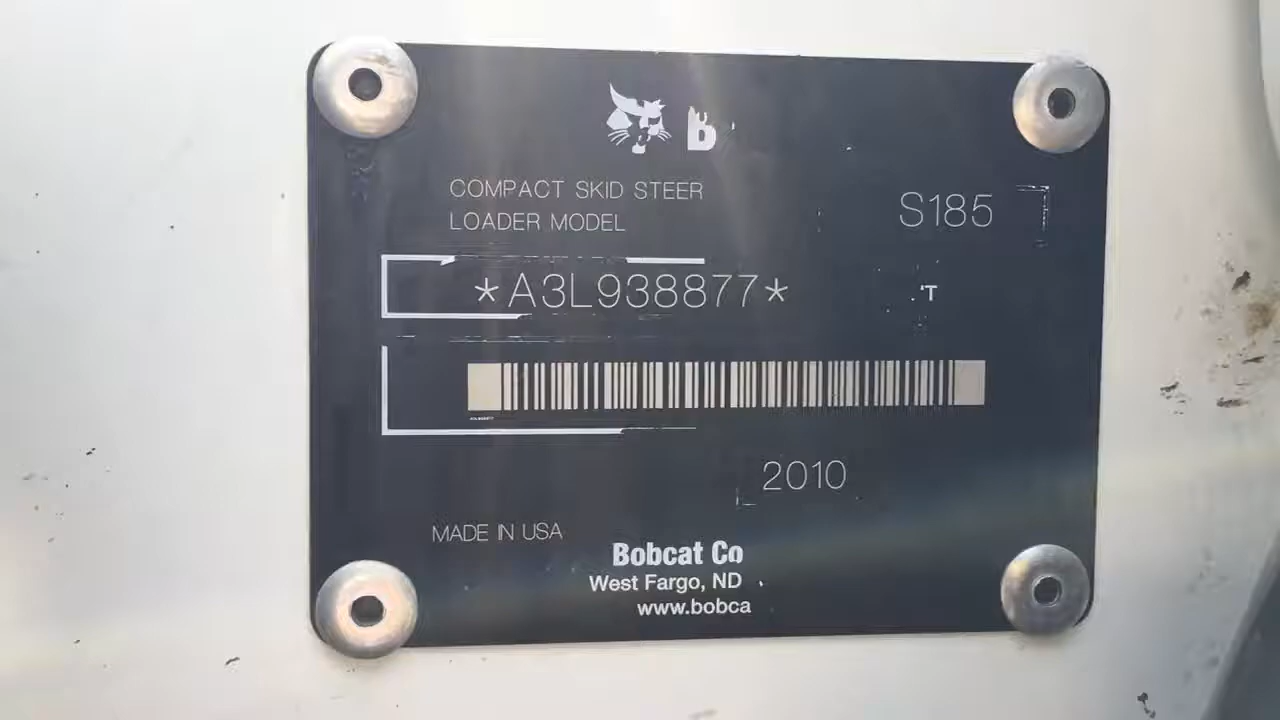 COMPACT SKID STEER
LOADER MODEL
S185
*A3L938877*
2010
MADE IN USA
Bobcat Co
West Fargo, ND
www.bobca